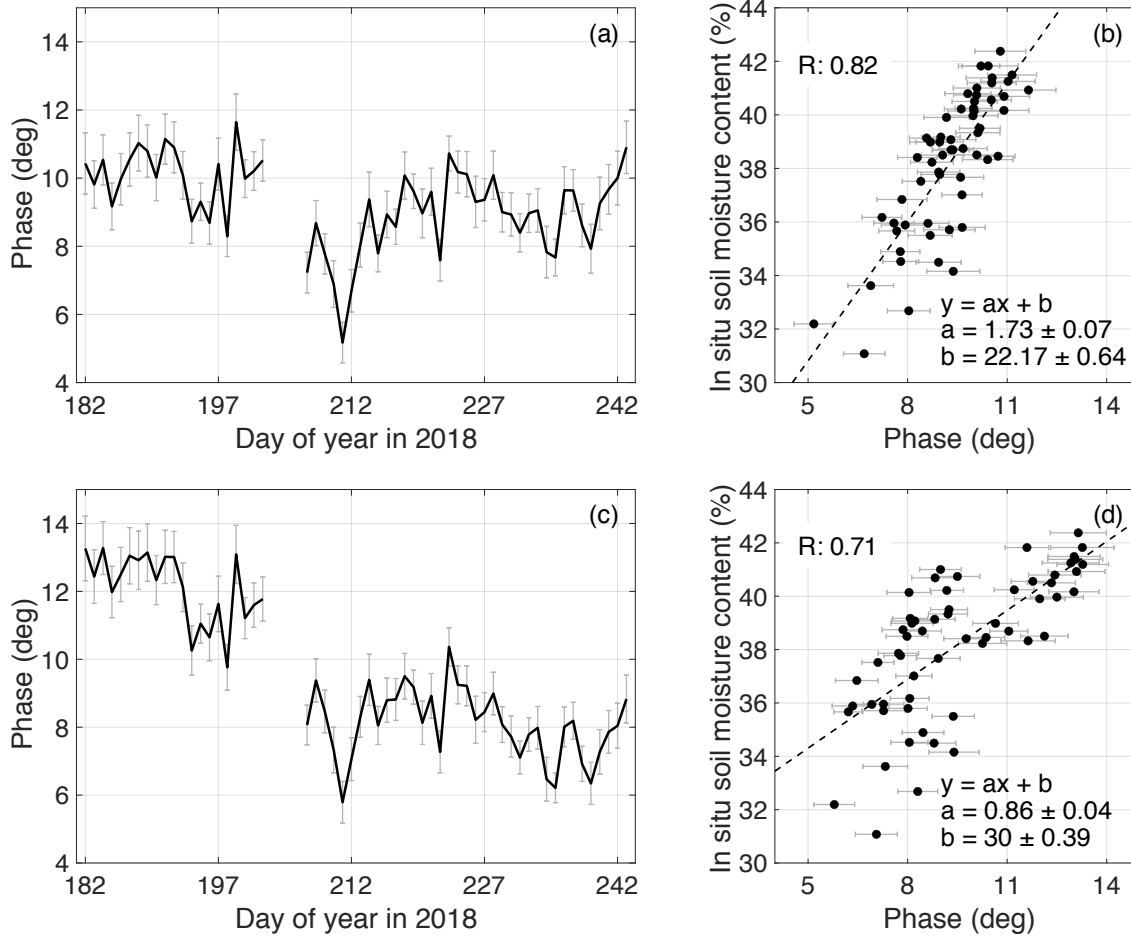 (a)
14
12
10
8
6
4
Phase (deg)
182 197 212 227 242
Day of year in 2018
(b)
44
42
40
38
36
34
32
30
In situ soil moisture content (%)
R: 0.82
y = ax + b
a = 1.73 ± 0.07
b = 22.17 ± 0.64
5 8 11 14
Phase (deg)
(c)
14
12
10
8
6
4
Phase (deg)
182 197 212 227 242
Day of year in 2018
(d)
44
42
40
38
36
34
32
30
In situ soil moisture content (%)
R: 0.71
y = ax + b
a = 0.86 ± 0.04
b = 30 ± 0.39
5 8 11 14
Phase (deg)